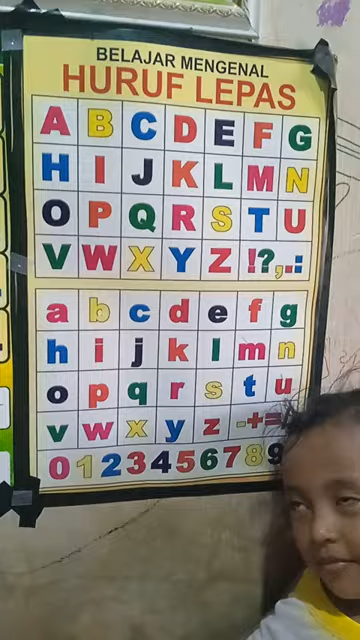 BELAJAR MENGENAL
HURUF LEPAS
A B C D E F G
H I J K L M N
O P Q R S T U
V W X Y Z !?,.:
a b c d e f g
h i j k l m n
o p q r s t u
v w x y z -+=
0 1 2 3 4 5 6 7 8 9